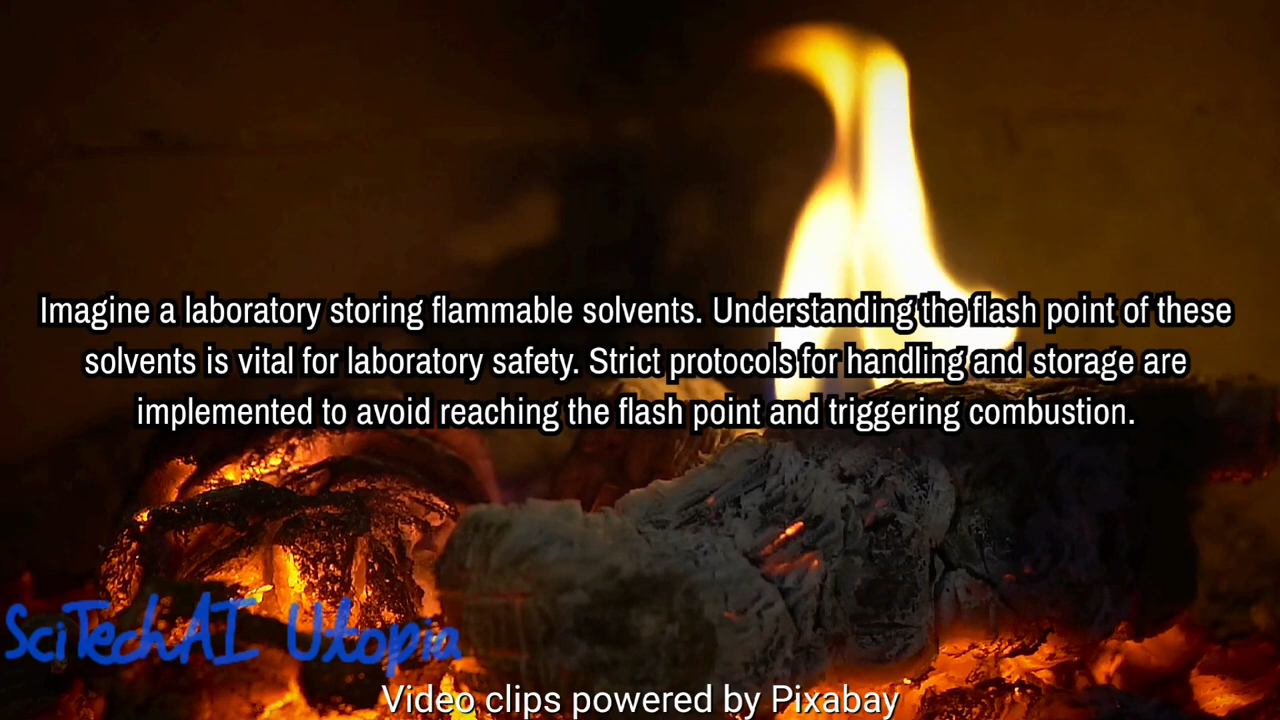 Imagine a laboratory storing flammable solvents. Understanding the flash point of these
solvents is vital for laboratory safety. Strict protocols for handling and storage are
implemented to avoid reaching the flash point and triggering combustion.
SciTechAI Utopia
Video clips powered by Pixabay